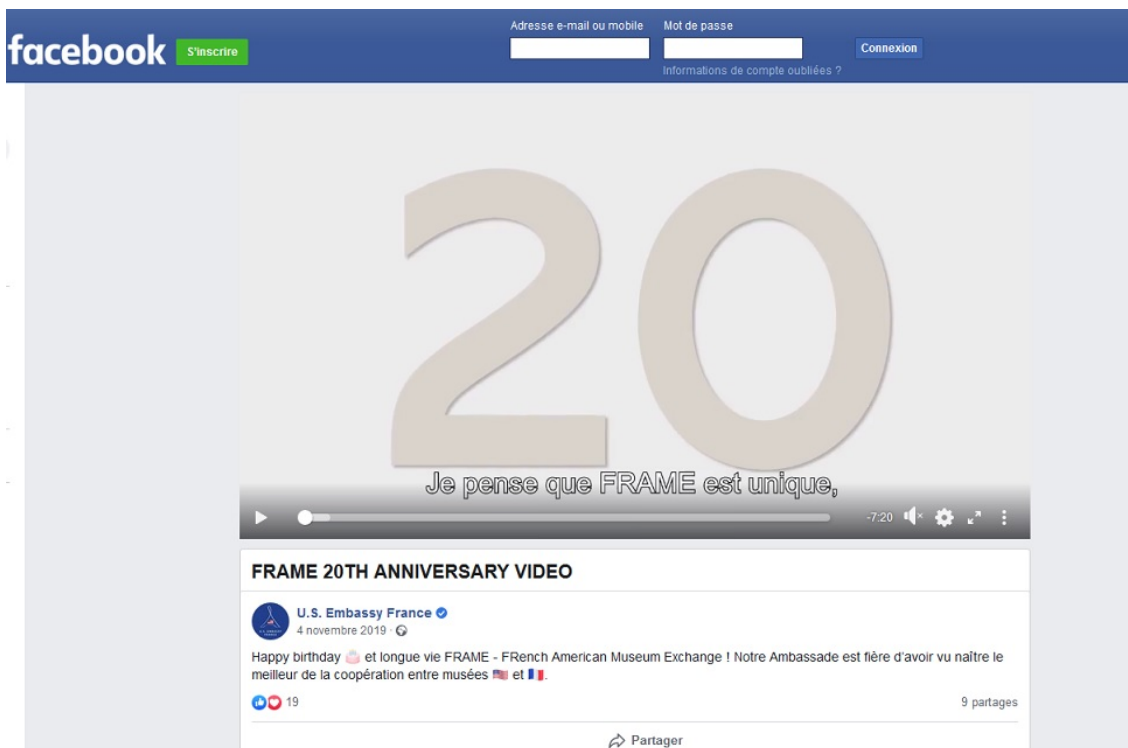 Adresse e-mail ou mobile Mot de passe
facebook S'inscrire Connexion
Informations de compte oubliées ?
20
Je pense que FRAME est unique,
-7:20
FRAME 20TH ANNIVERSARY VIDEO
U.S. Embassy France
4 novembre 2019 ·
Happy birthday 🎂 et longue vie FRAME - FRench American Museum Exchange ! Notre Ambassade est fière d'avoir vu naître le
meilleur de la coopération entre musées 🇺🇸 et 🇫🇷.
19 9 partages
Partager